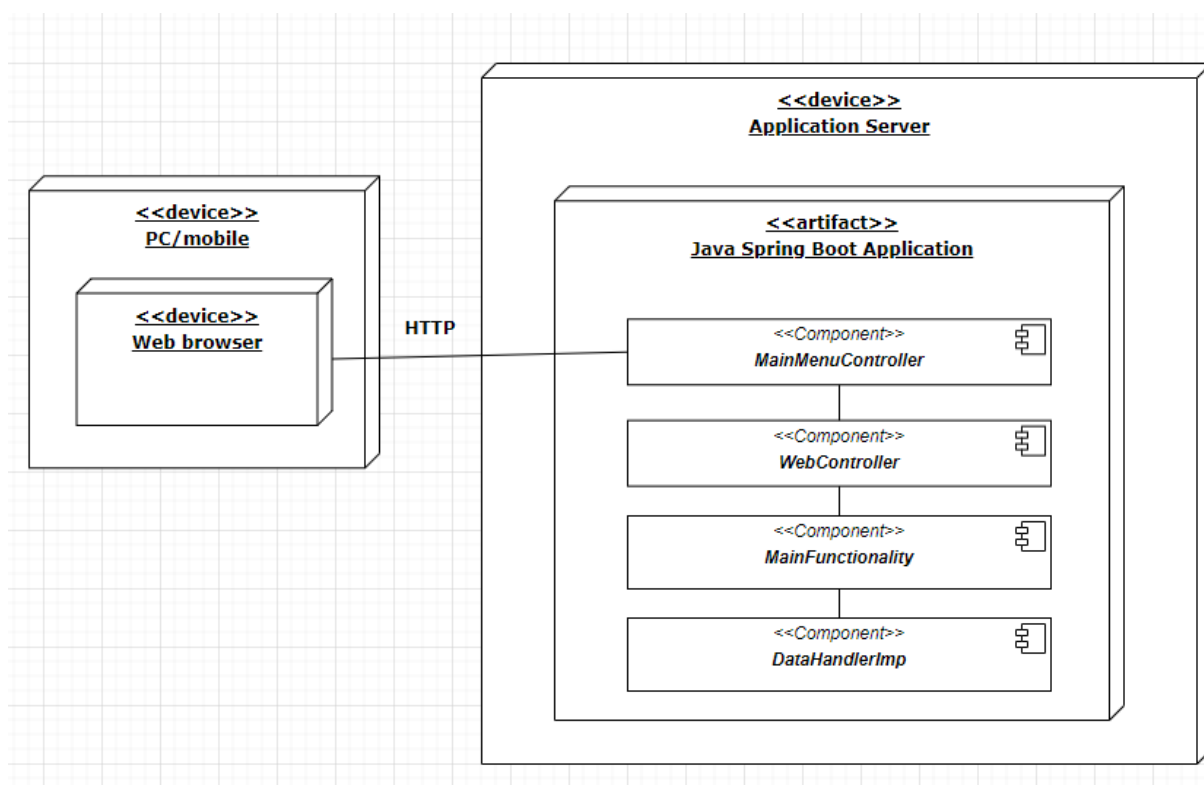 <<device>>
Application Server
<<device>>
PC/mobile
<<artifact>>
Java Spring Boot Application
<<device>>
Web browser
HTTP
<<Component>>
MainMenuController
<<Component>>
WebController
<<Component>>
MainFunctionality
<<Component>>
DataHandlerImp